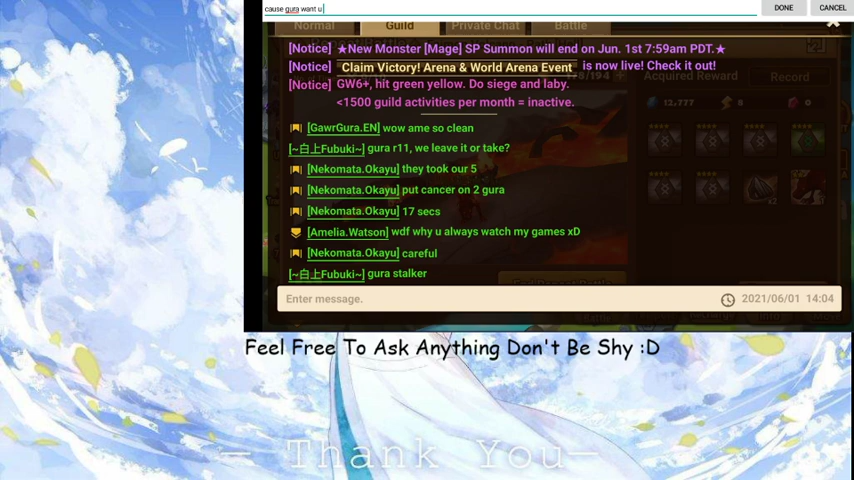 cause gura want u
DONE
CANCEL
Normal
Guild
Private Chat
Battle
[Notice] ★New Monster [Mage] SP Summon will end on Jun. 1st 7:59am PDT.★
[Notice] Claim Victory! Arena & World Arena Event is now live! Check it out!
[Notice] GW6+, hit green yellow. Do siege and laby.
<1500 guild activities per month = inactive.
Acquired Reward
Record
12,777
[GawrGura.EN] wow ame so clean
[~白上Fubuki~] gura r11, we leave it or take?
[Nekomata.Okayu] they took our 5
[Nekomata.Okayu] put cancer on 2 gura
[Nekomata.Okayu] 17 secs
[Amelia.Watson] wdf why u always watch my games xD
[Nekomata.Okayu] careful
[~白上Fubuki~] gura stalker
Enter message.
2021/06/01 14:04
Feel Free To Ask Anything Don't Be Shy :D
— Thank You—